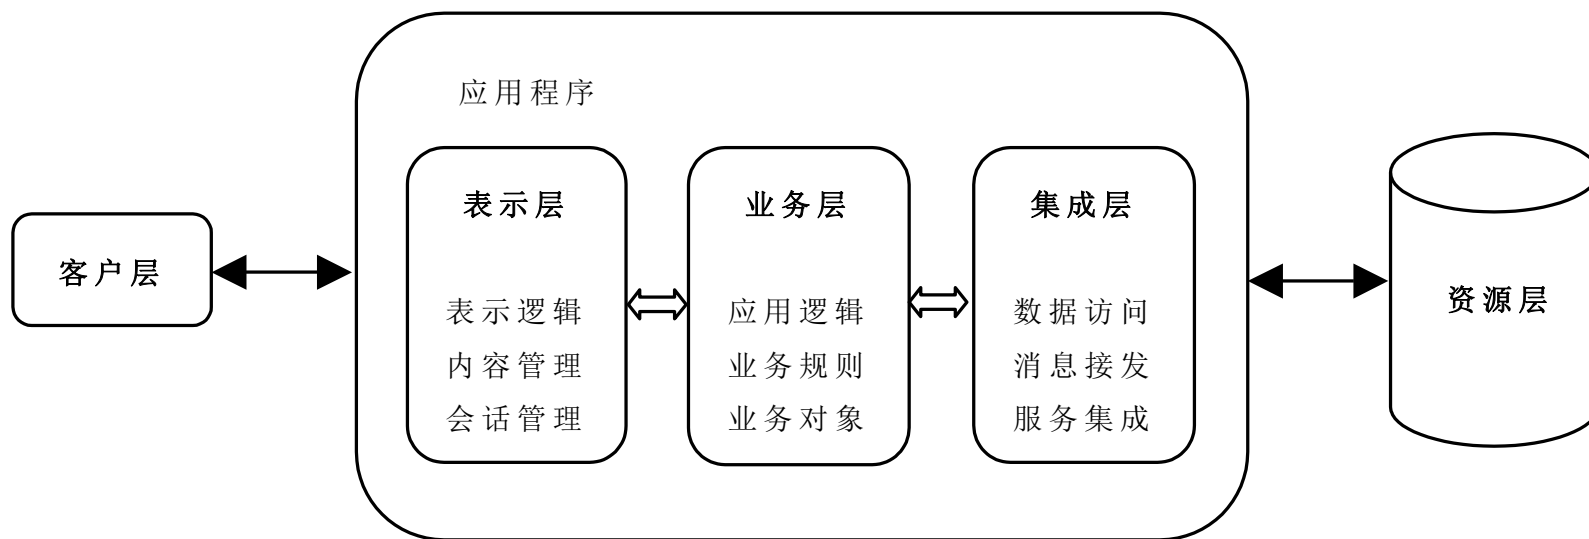 应用程序
客户层
表示层
表示逻辑
内容管理
会话管理
业务层
应用逻辑
业务规则
业务对象
集成层
数据访问
消息接发
服务集成
资源层